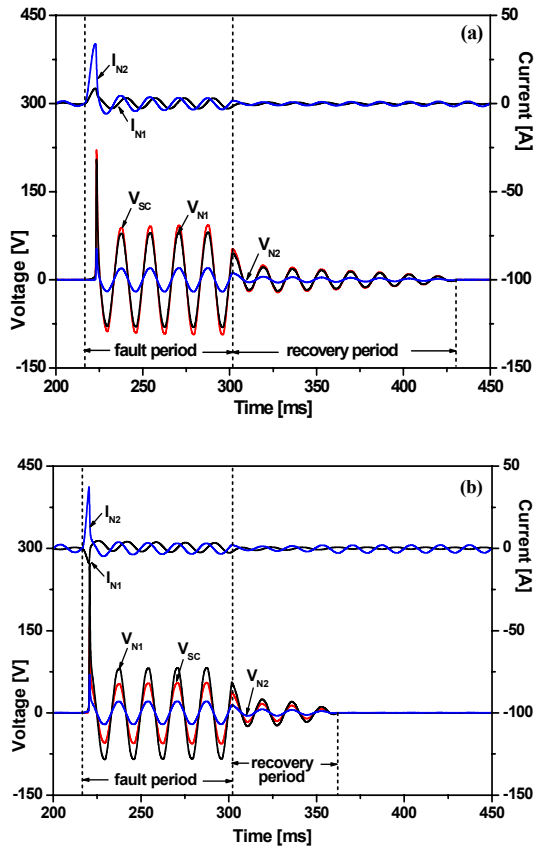 450
50
(a)
I_N2
300
0
I_N1
150
-50
V_SC
V_N1
V_N2
0
-100
fault period
recovery period
-150
-150
200
250
300
350
400
450
Voltage [V]
Current [A]
Time [ms]
450
50
(b)
I_N2
300
0
I_N1
150
-50
V_N1
V_SC
V_N2
0
-100
recovery
fault period
period
-150
-150
200
250
300
350
400
450
Voltage [V]
Current [A]
Time [ms]